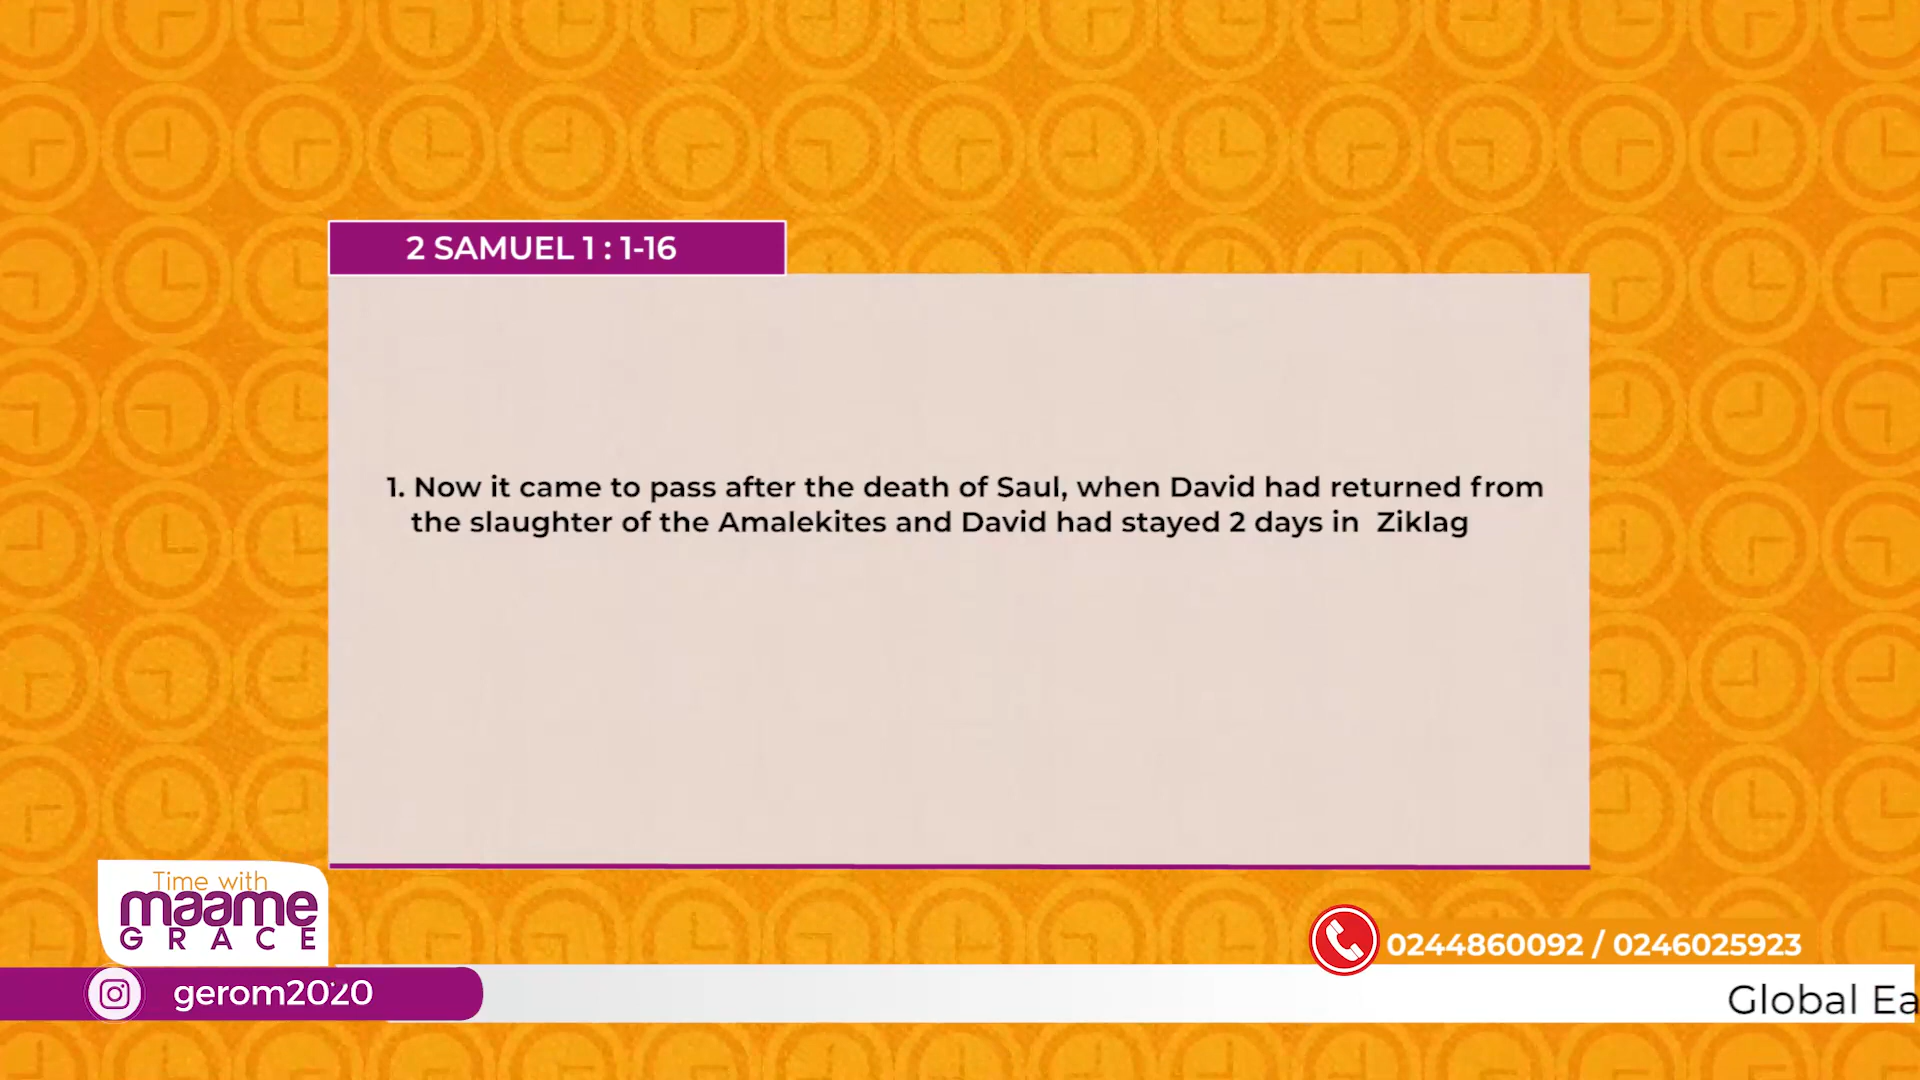 2 SAMUEL 1 : 1-16
1. Now it came to pass after the death of Saul, when David had returned from
the slaughter of the Amalekites and David had stayed 2 days in Ziklag
Time with
maame
GRACE
0244860092 / 0246025923
gerom2020
Global Ea